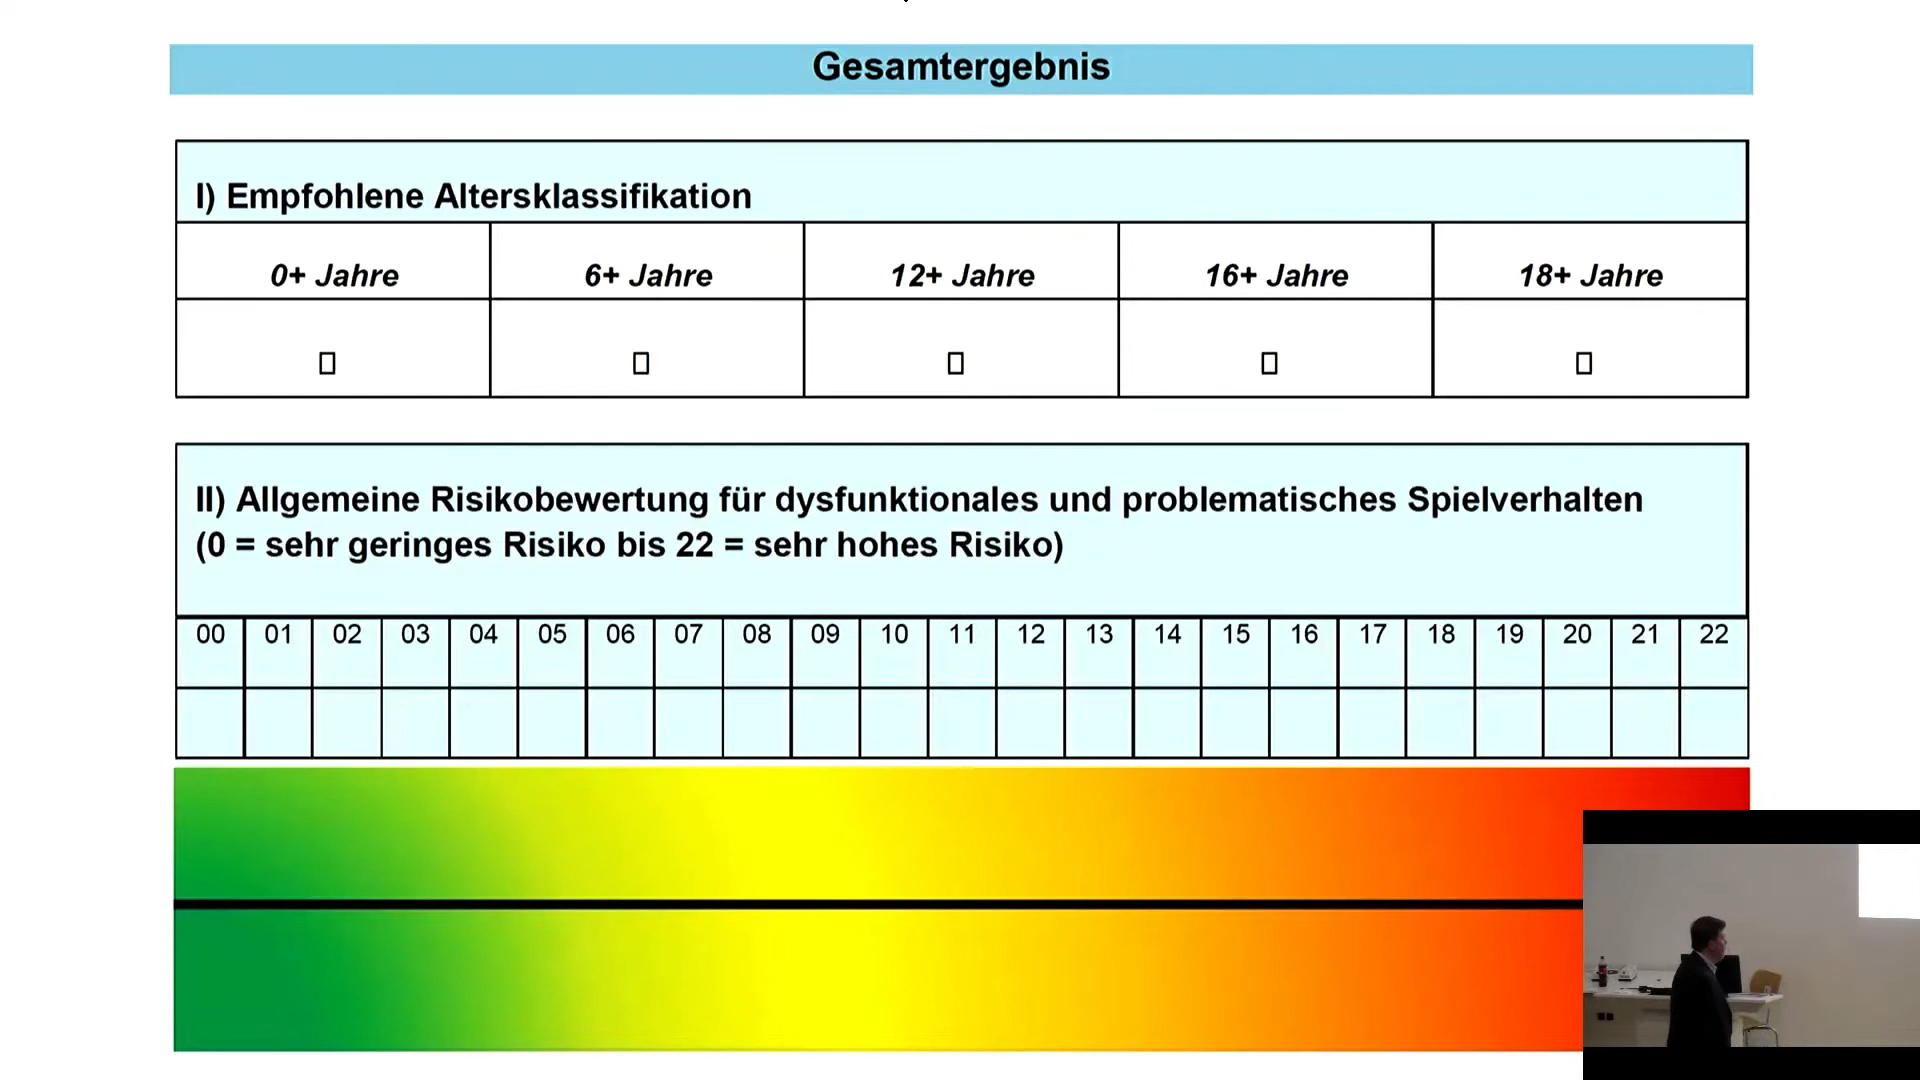 Gesamtergebnis
I) Empfohlene Altersklassifikation
0+ Jahre 6+ Jahre 12+ Jahre 16+ Jahre 18+ Jahre
II) Allgemeine Risikobewertung für dysfunktionales und problematisches Spielverhalten
(0 = sehr geringes Risiko bis 22 = sehr hohes Risiko)
00 01 02 03 04 05 06 07 08 09 10 11 12 13 14 15 16 17 18 19 20 21 22